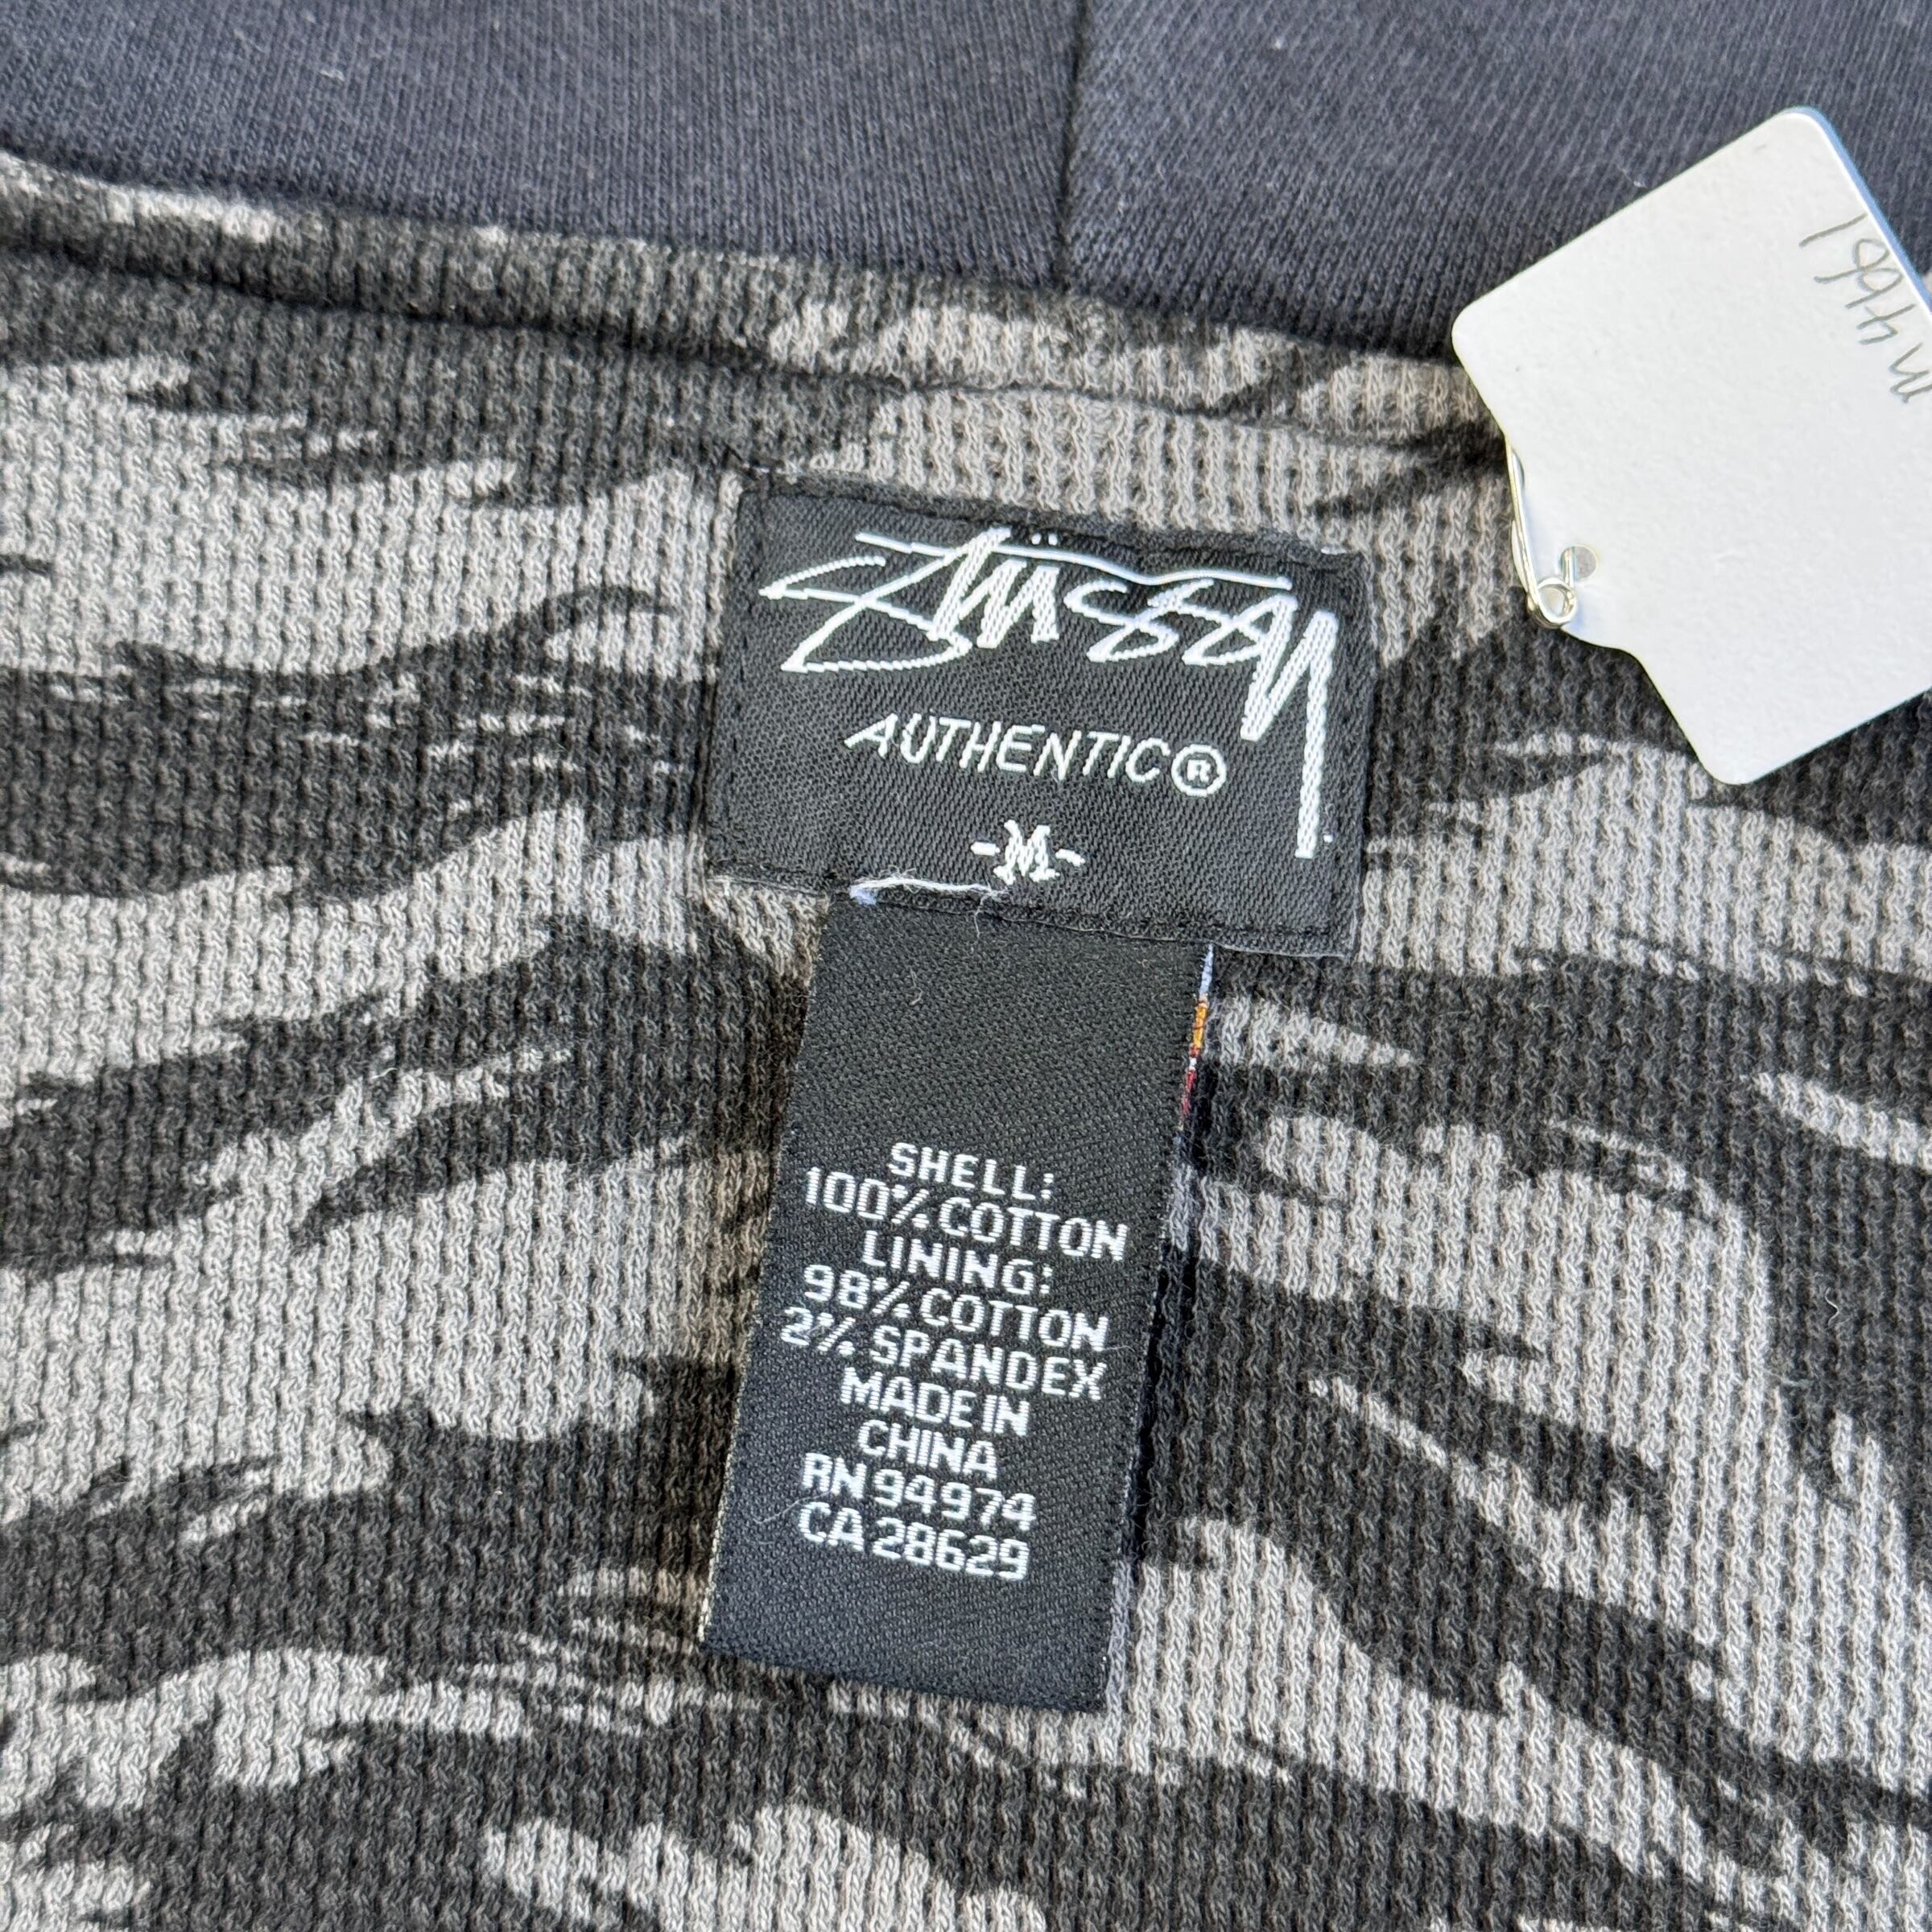 Stüssy
AUTHENTIC®
-M-
SHELL:
100% COTTON
LINING:
98% COTTON
2% SPANDEX
MADE IN
CHINA
RN 94974
CA 28629